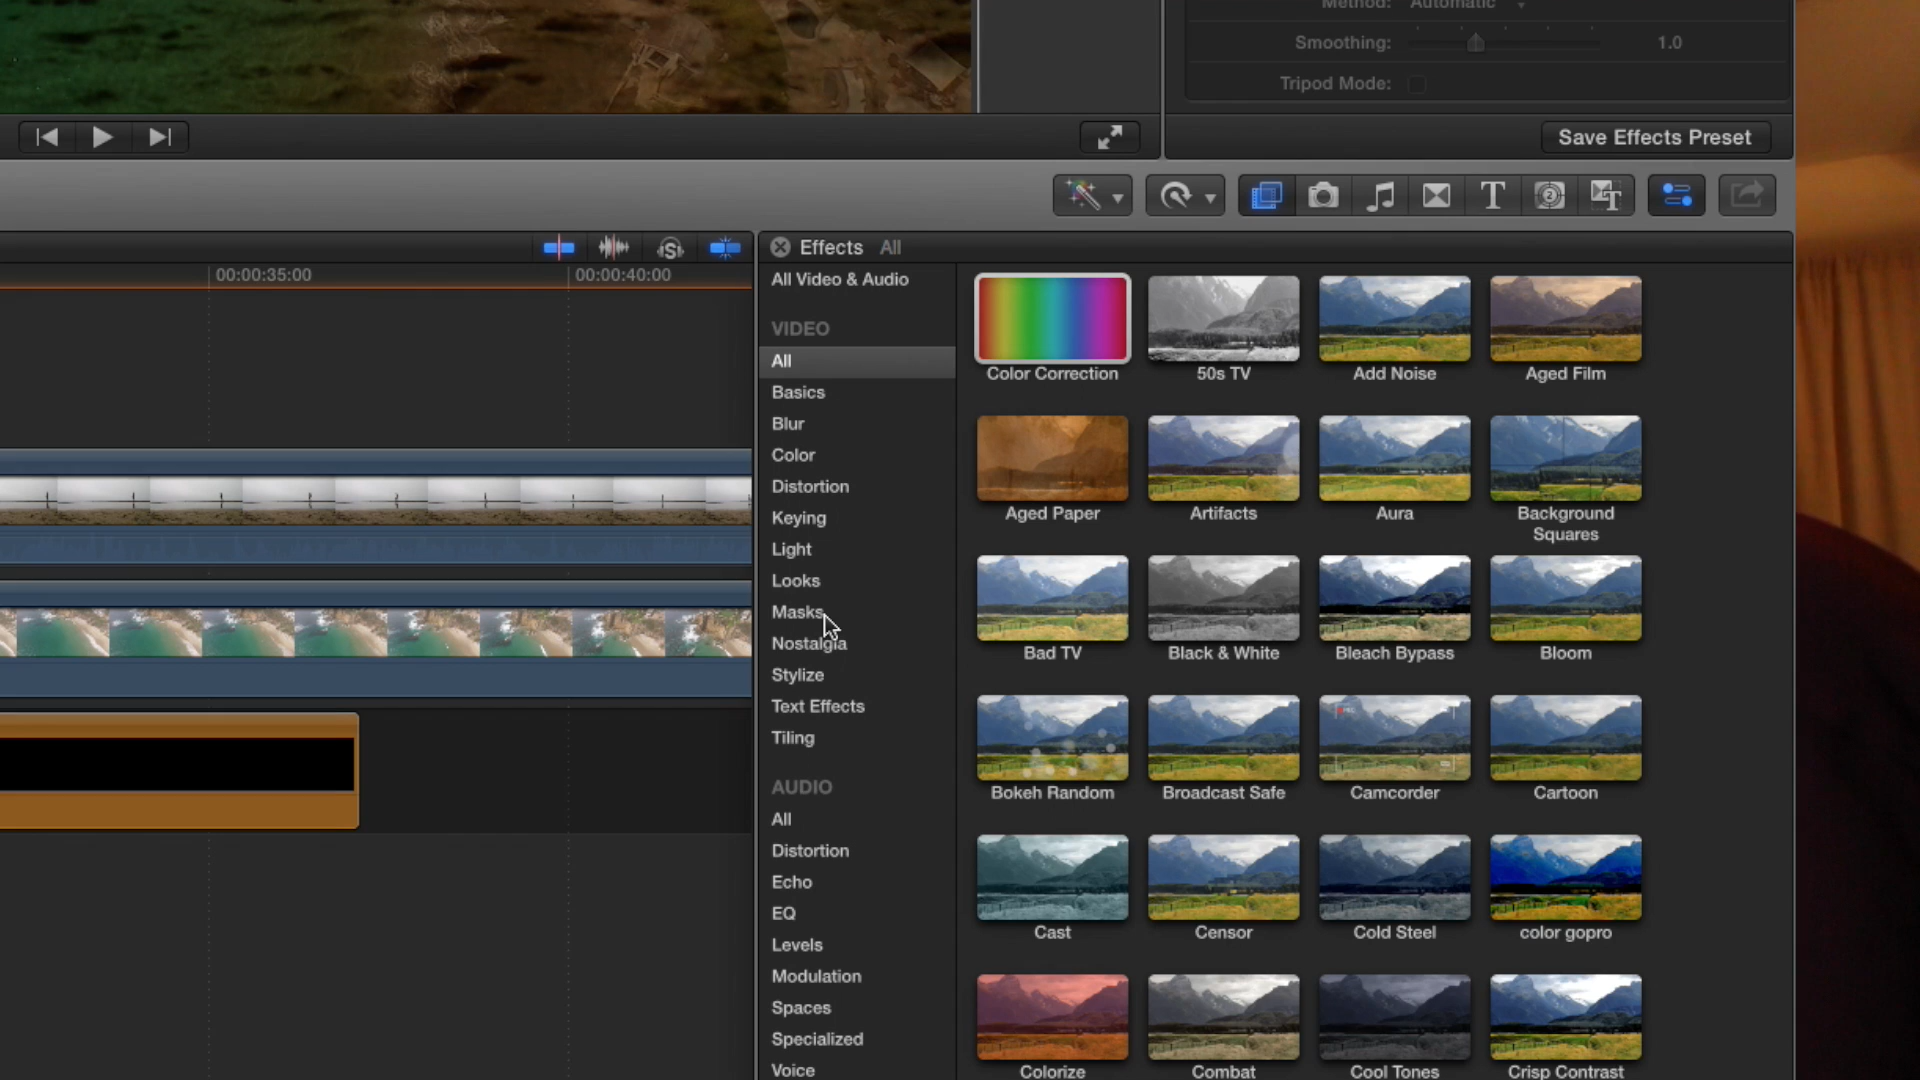 Method: Automatic
Smoothing: 1.0
Tripod Mode:
Save Effects Preset
T
2
T
S
Effects All
00:00:35:00 00:00:40:00
All Video & Audio
VIDEO
All
Basics
Blur
Color
Distortion
Keying
Light
Looks
Masks
Nostalgia
Stylize
Text Effects
Tiling
AUDIO
All
Distortion
Echo
EQ
Levels
Modulation
Spaces
Specialized
Voice
Color Correction 50s TV Add Noise Aged Film
Aged Paper Artifacts Aura Background
Squares
Bad TV Black & White Bleach Bypass Bloom
Bokeh Random Broadcast Safe Camcorder Cartoon
Cast Censor Cold Steel color gopro
Colorize Combat Cool Tones Crisp Contrast